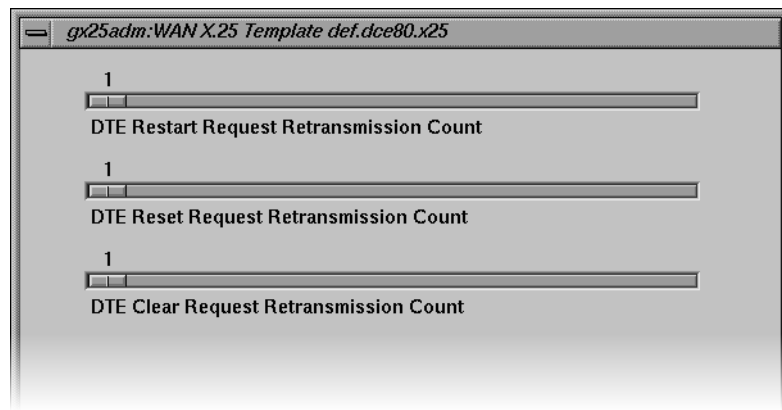 gx25adm:WAN X.25 Template def.dce80.x25
1
DTE Restart Request Retransmission Count
1
DTE Reset Request Retransmission Count
1
DTE Clear Request Retransmission Count